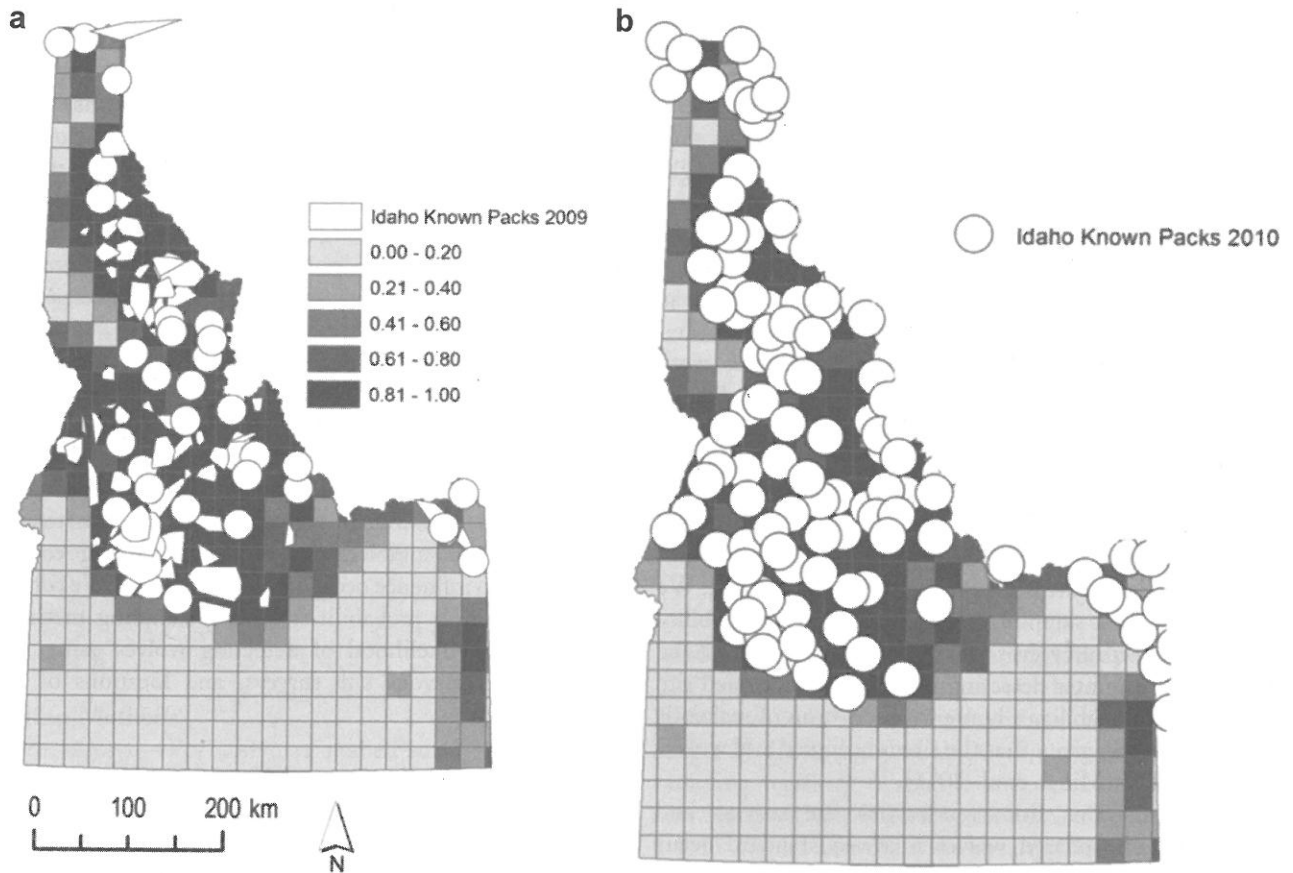 a
b
Idaho Known Packs 2009
0.00 - 0.20
0.21 - 0.40
0.41 - 0.60
0.61 - 0.80
0.81 - 1.00
Idaho Known Packs 2010
0 100 200 km
N